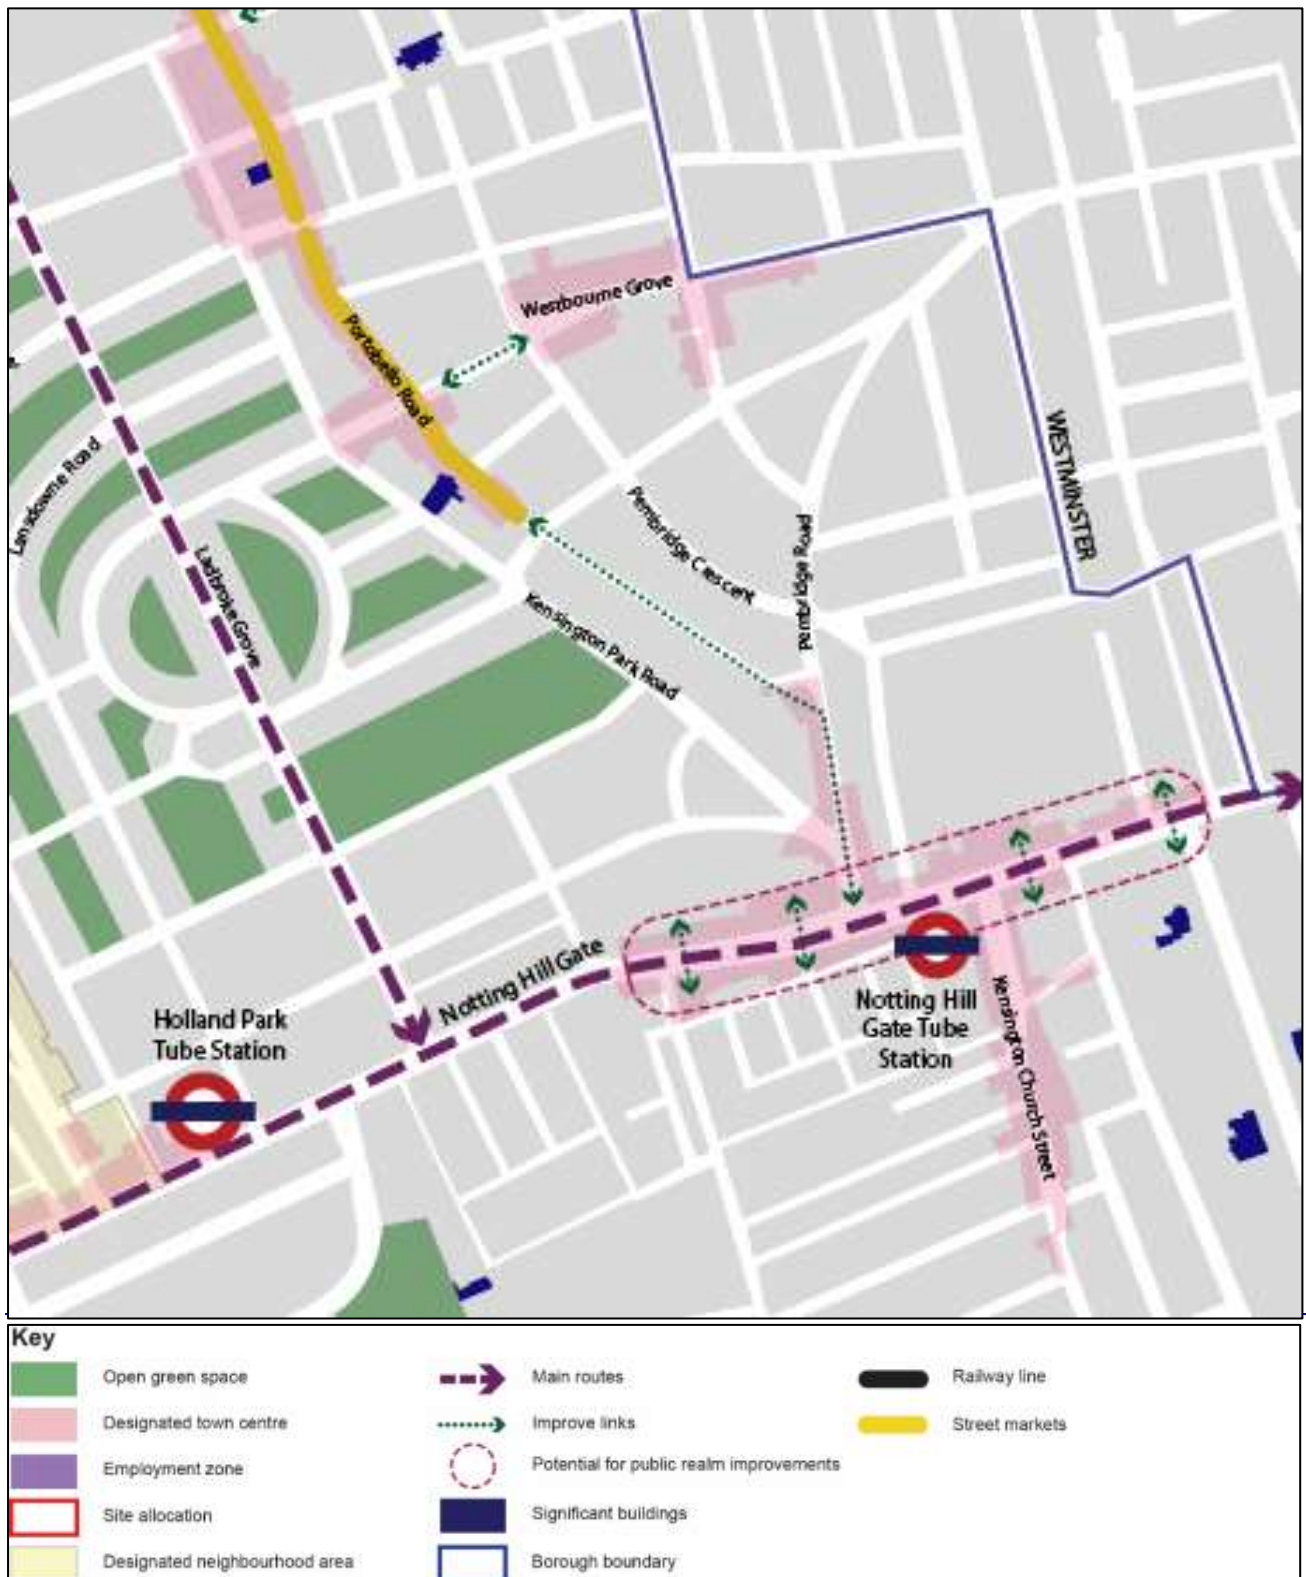 Westbourne Grove
Portobello Road
WESTMINSTER
Lansdowne Road
Pembridge Crescent
Pembridge Road
Ladbroke Grove
Kensington Park Road
Notting Hill Gate
Holland Park
Tube Station
Notting Hill
Gate Tube
Station
Kensington Church Street
Key
Open green space
Designated town centre
Employment zone
Site allocation
Designated neighbourhood area
Main routes
Improve links
Potential for public realm improvements
Significant buildings
Borough boundary
Railway line
Street markets